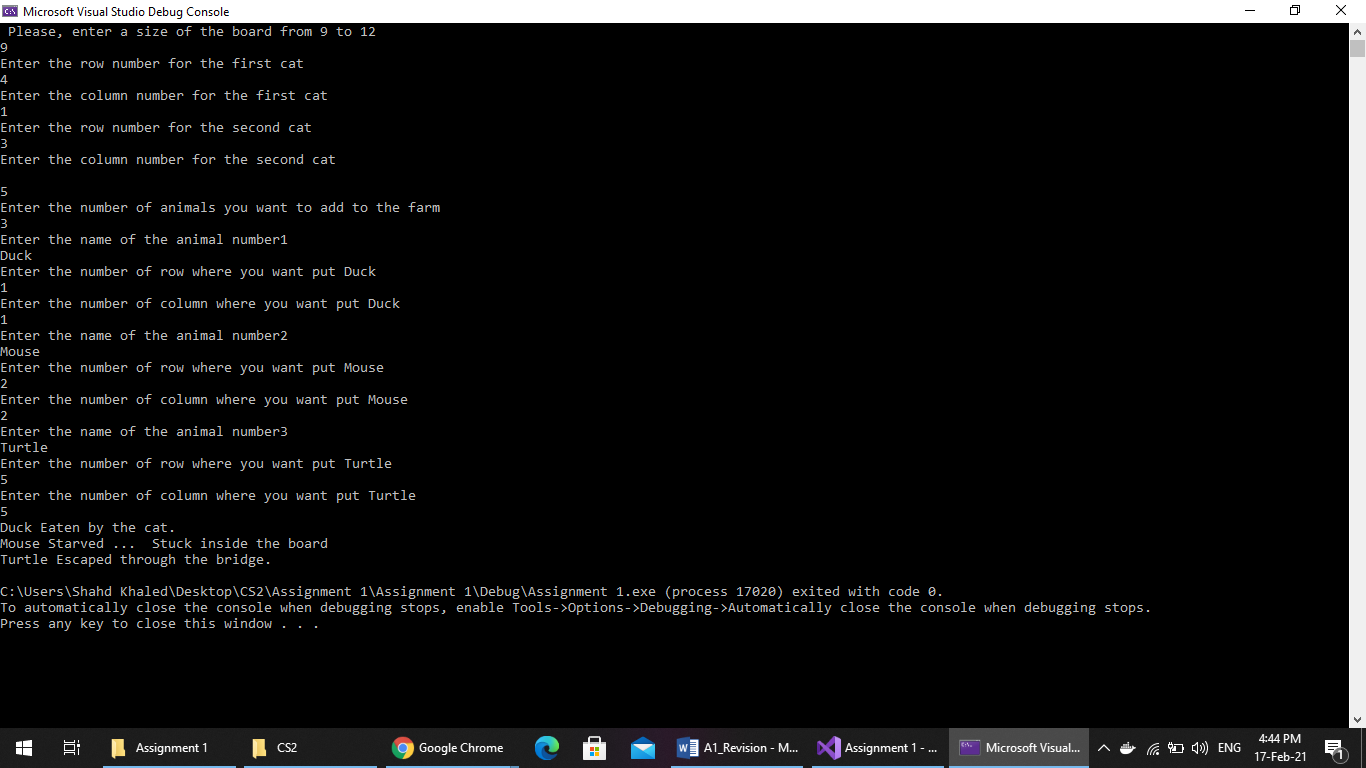 Microsoft Visual Studio Debug Console
Please, enter a size of the board from 9 to 12
9
Enter the row number for the first cat
4
Enter the column number for the first cat
1
Enter the row number for the second cat
3
Enter the column number for the second cat
5
Enter the number of animals you want to add to the farm
3
Enter the name of the animal number1
Duck
Enter the number of row where you want put Duck
1
Enter the number of column where you want put Duck
1
Enter the name of the animal number2
Mouse
Enter the number of row where you want put Mouse
2
Enter the number of column where you want put Mouse
2
Enter the name of the animal number3
Turtle
Enter the number of row where you want put Turtle
5
Enter the number of column where you want put Turtle
5
Duck Eaten by the cat.
Mouse Starved ...  Stuck inside the board
Turtle Escaped through the bridge.
C:\Users\Shahd Khaled\Desktop\CS2\Assignment 1\Assignment 1\Debug\Assignment 1.exe (process 17020) exited with code 0.
To automatically close the console when debugging stops, enable Tools->Options->Debugging->Automatically close the console when debugging stops.
Press any key to close this window . . .
Assignment 1
CS2
Google Chrome
A1_Revision - M...
Assignment 1 - ...
Microsoft Visual...
ENG
4:44 PM
17-Feb-21
1